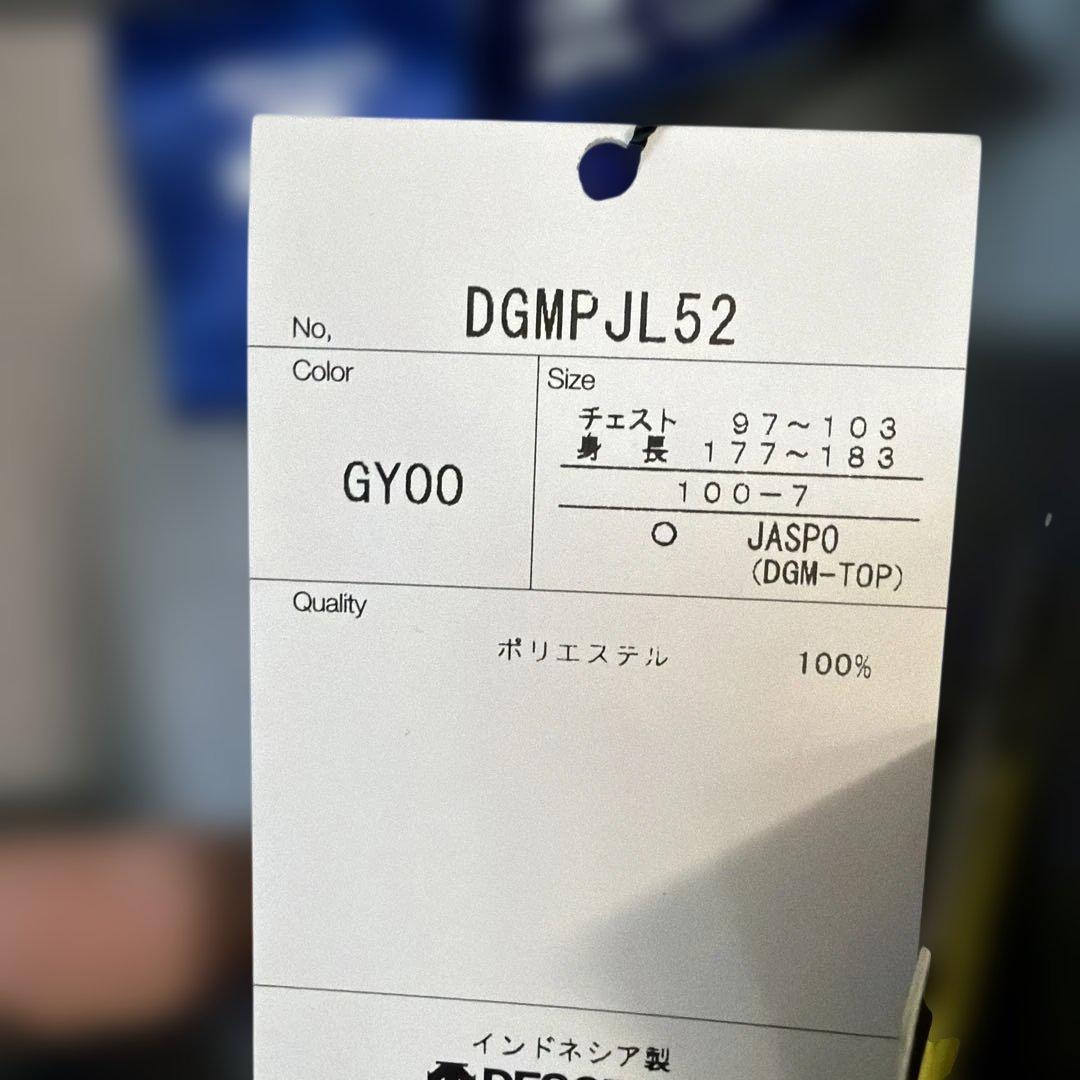 No, DGMPJL52
Color
GY00
Size
チェスト 97～103
身長 177～183
100-7
○ JASPO
(DGM-TOP)
Quality
ポリエステル 100%
インドネシア製